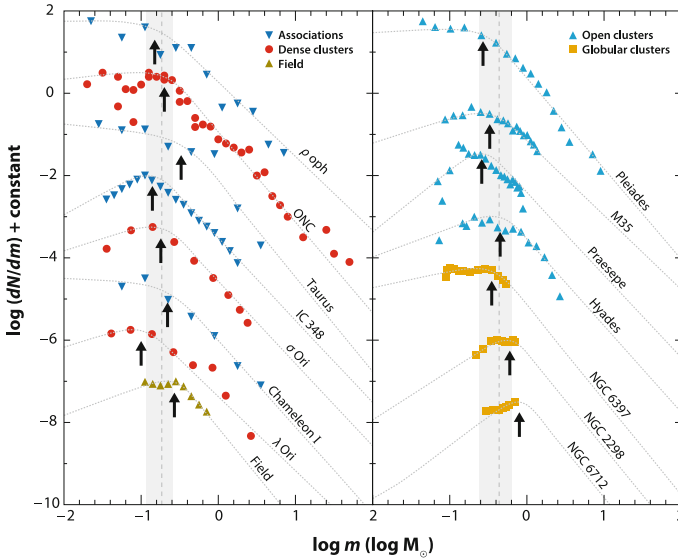 log (dN/dm) + constant
2
0
−2
−4
−6
−8
−10
Associations
Dense clusters
Field
ρ oph
ONC
Taurus
IC 348
σ Ori
Chameleon I
λ Ori
Field
−2
−1
0
1
2
Open clusters
Globular clusters
Pleiades
M35
Praesepe
Hyades
NGC 6397
NGC 2298
NGC 6712
−1
0
1
2
log m (log M⊙)